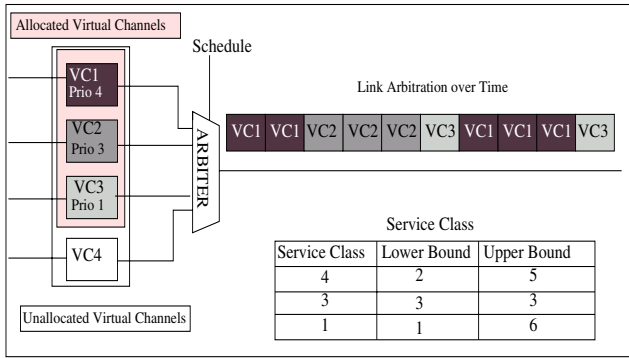 Allocated Virtual Channels
Schedule
VC1
Prio 4
VC2
Prio 3
VC3
Prio 1
VC4
ARBITER
Unallocated Virtual Channels
Link Arbitration over Time
VC1 VC1 VC2 VC2 VC2 VC3 VC1 VC1 VC1 VC3
Service Class
Service Class Lower Bound Upper Bound
4 2 5
3 3 3
1 1 6